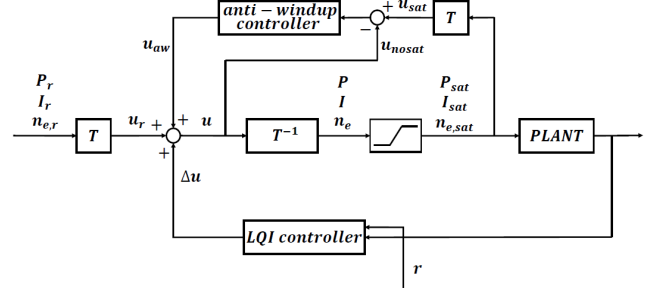 anti − windup
controller
+ u_sat
T
−
u_aw
u_nosat
P_r
I_r
n_e,r
T
u_r +
+
+
u
T⁻¹
P
I
n_e
P_sat
I_sat
n_e,sat
PLANT
Δu
LQI controller
r